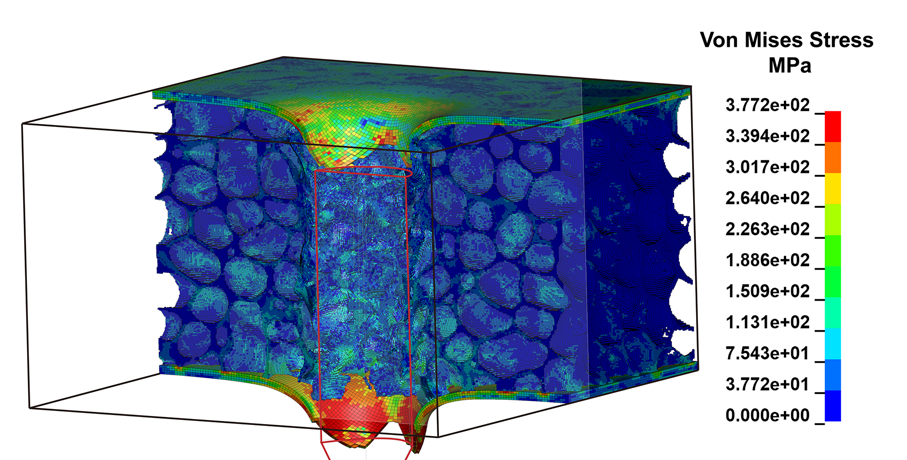 Von Mises Stress
MPa
3.772e+02
3.394e+02
3.017e+02
2.640e+02
2.263e+02
1.886e+02
1.509e+02
1.131e+02
7.543e+01
3.772e+01
0.000e+00